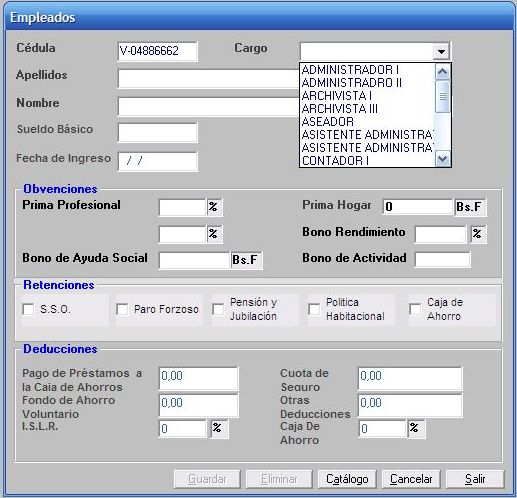 Empleados
Cédula V-04886662 Cargo
Apellidos ADMINISTRADOR I
ADMINISTRADRO II
Nombre ARCHIVISTA I
ARCHIVISTA III
Sueldo Básico ASEADOR
ASISTENTE ADMINISTRA
ASISTENTE ADMINISTRA
Fecha de Ingreso / / CONTADOR I
Obvenciones
Prima Profesional % Prima Hogar 0 Bs.F
% Bono Rendimiento %
Bono de Ayuda Social Bs.F Bono de Actividad
Retenciones
S.S.O. Paro Forzoso Pensión y Jubilación Politica Habitacional Caja de Ahorro
Deducciones
Pago de Préstamos a la Caja de Ahorros 0,00 Cuota de Seguro 0,00
Fondo de Ahorro Voluntario 0,00 Otras Deducciones 0,00
I.S.L.R. 0 % Caja De Ahorro 0 %
Guardar Eliminar Catálogo Cancelar Salir